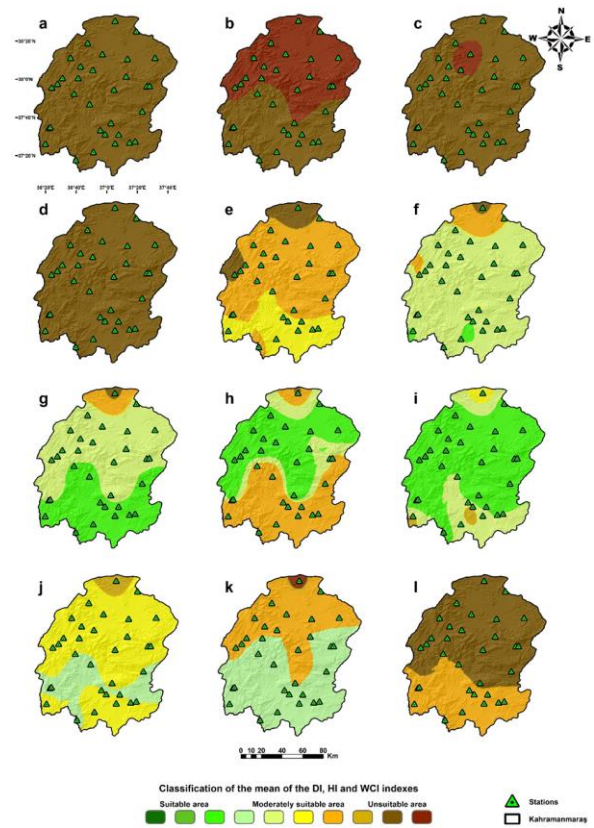 a
b
c
N
W
E
S
38°20'N
38°0'N
37°40'N
37°20'N
36°20'E
36°40'E
37°0'E
37°20'E
37°40'E
d
e
f
g
h
i
j
k
l
0 10 20 40 60 80
Km
Classification of the mean of the DI, HI and WCI indexes
Suitable area Moderately suitable area Unsuitable area
Stations
Kahramanmaraş